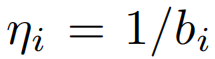 η_i = 1/b_i